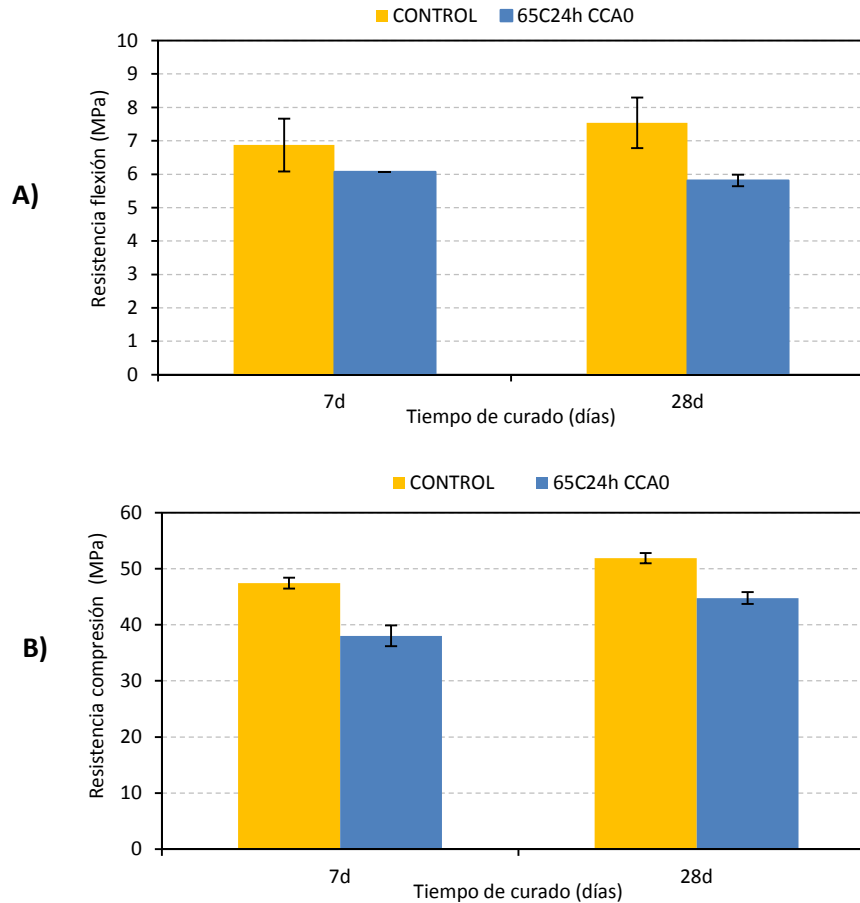 CONTROL 65C24h CCA0
10
9
8
7
6
5
4
3
2
1
0
Resistencia flexión (MPa)
A)
7d 28d
Tiempo de curado (días)
CONTROL 65C24h CCA0
60
50
40
30
20
10
0
Resistencia compresión (MPa)
B)
7d 28d
Tiempo de curado (días)